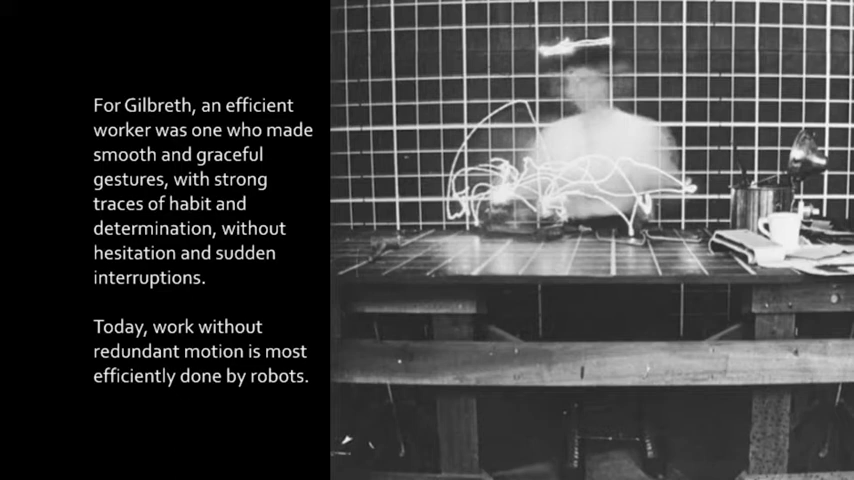 For Gilbreth, an efficient
worker was one who made
smooth and graceful
gestures, with strong
traces of habit and
determination, without
hesitation and sudden
interruptions.
Today, work without
redundant motion is most
efficiently done by robots.